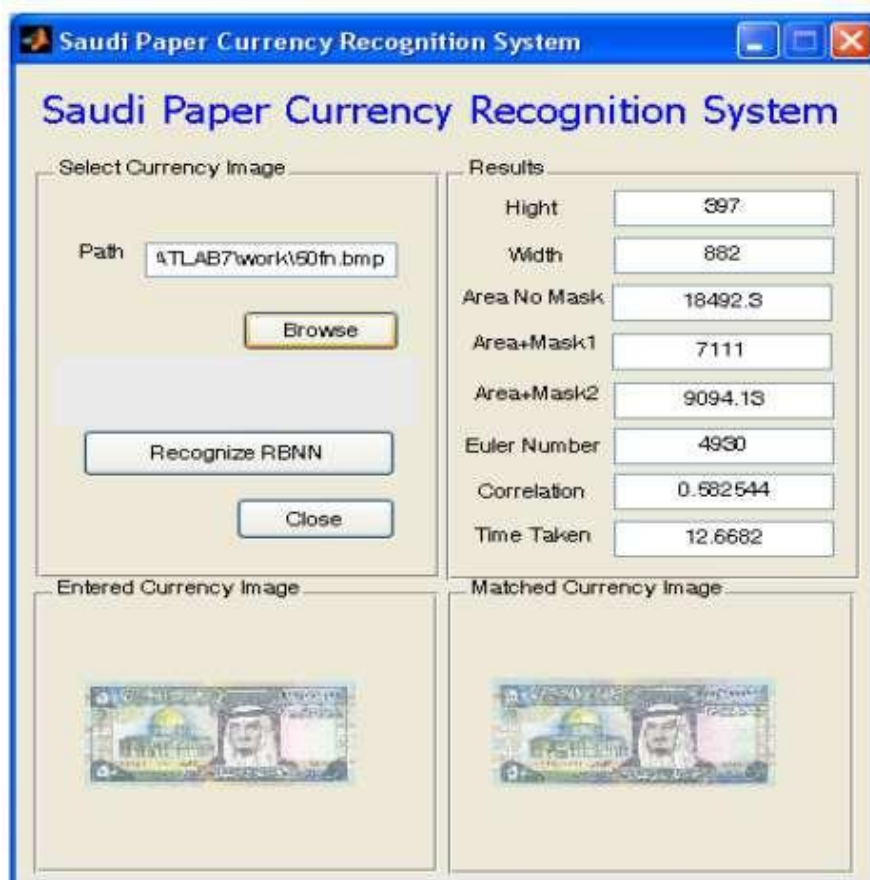 Saudi Paper Currency Recognition System
Saudi Paper Currency Recognition System
Select Currency Image
Path
ATLAB7\work\50fn.bmp
Browse
Recognize RBNN
Close
Results
Hight 397
Width 882
Area No Mask 18492.3
Area+Mask1 7111
Area+Mask2 9094.13
Euler Number 4930
Correlation 0.582544
Time Taken 12.6682
Entered Currency Image
Matched Currency Image
٥٠
٥٠